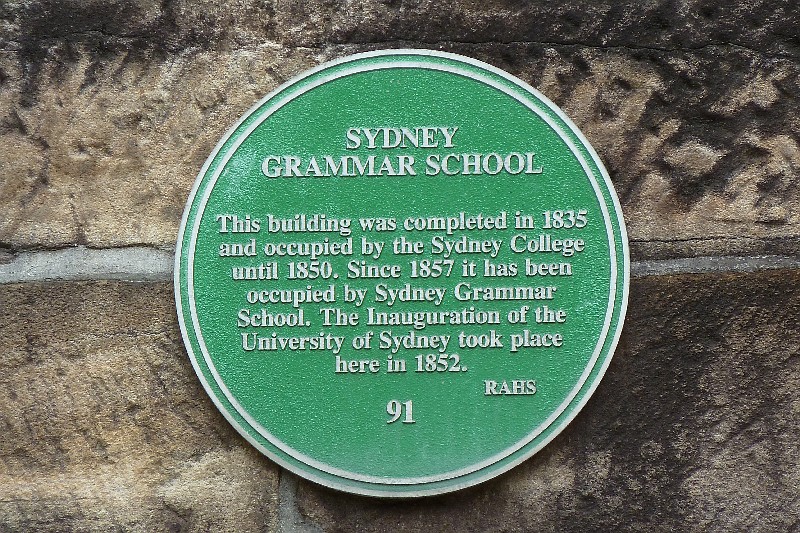 SYDNEY
GRAMMAR SCHOOL
This building was completed in 1835
and occupied by the Sydney College
until 1850. Since 1857 it has been
occupied by Sydney Grammar
School. The Inauguration of the
University of Sydney took place
here in 1852.
RAHS
91